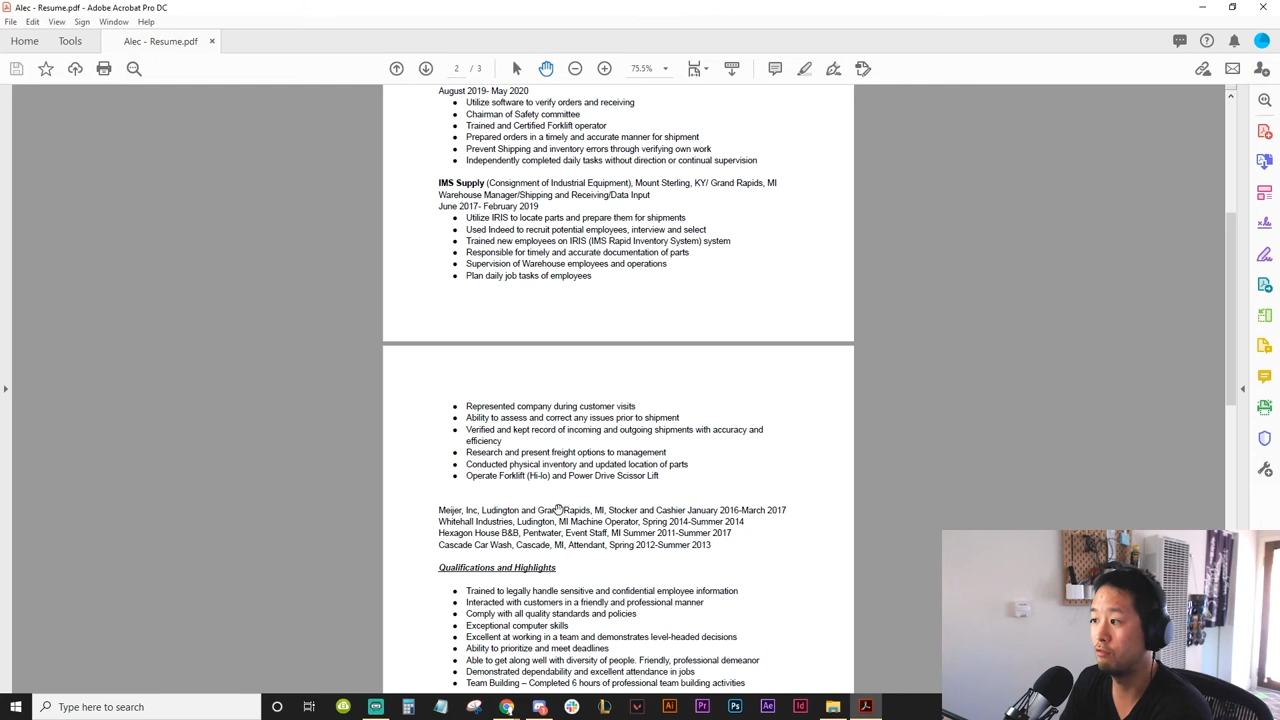 Alec - Resume.pdf - Adobe Acrobat Pro DC
File Edit View Sign Window Help
Home Tools Alec - Resume.pdf ×
2 / 3 75.5%
August 2019- May 2020
• Utilize software to verify orders and receiving
• Chairman of Safety committee
• Trained and Certified Forklift operator
• Prepared orders in a timely and accurate manner for shipment
• Prevent Shipping and inventory errors through verifying own work
• Independently completed daily tasks without direction or continual supervision
IMS Supply (Consignment of Industrial Equipment), Mount Sterling, KY/ Grand Rapids, MI
Warehouse Manager/Shipping and Receiving/Data Input
June 2017- February 2019
• Utilize IRIS to locate parts and prepare them for shipments
• Used Indeed to recruit potential employees, interview and select
• Trained new employees on IRIS (IMS Rapid Inventory System) system
• Responsible for timely and accurate documentation of parts
• Supervision of Warehouse employees and operations
• Plan daily job tasks of employees
• Represented company during customer visits
• Ability to assess and correct any issues prior to shipment
• Verified and kept record of incoming and outgoing shipments with accuracy and
efficiency
• Research and present freight options to management
• Conducted physical inventory and updated location of parts
• Operate Forklift (Hi-lo) and Power Drive Scissor Lift
Meijer, Inc, Ludington and Grand Rapids, MI, Stocker and Cashier January 2016-March 2017
Whitehall Industries, Ludington, MI Machine Operator, Spring 2014-Summer 2014
Hexagon House B&B, Pentwater, Event Staff, MI Summer 2011-Summer 2017
Cascade Car Wash, Cascade, MI, Attendant, Spring 2012-Summer 2013
Qualifications and Highlights
• Trained to legally handle sensitive and confidential employee information
• Interacted with customers in a friendly and professional manner
• Comply with all quality standards and policies
• Exceptional computer skills
• Excellent at working in a team and demonstrates level-headed decisions
• Ability to prioritize and meet deadlines
• Able to get along well with diversity of people. Friendly, professional demeanor
• Demonstrated dependability and excellent attendance in jobs
• Team Building – Completed 6 hours of professional team building activities
Type here to search
Ai Pr Ps Ae Id